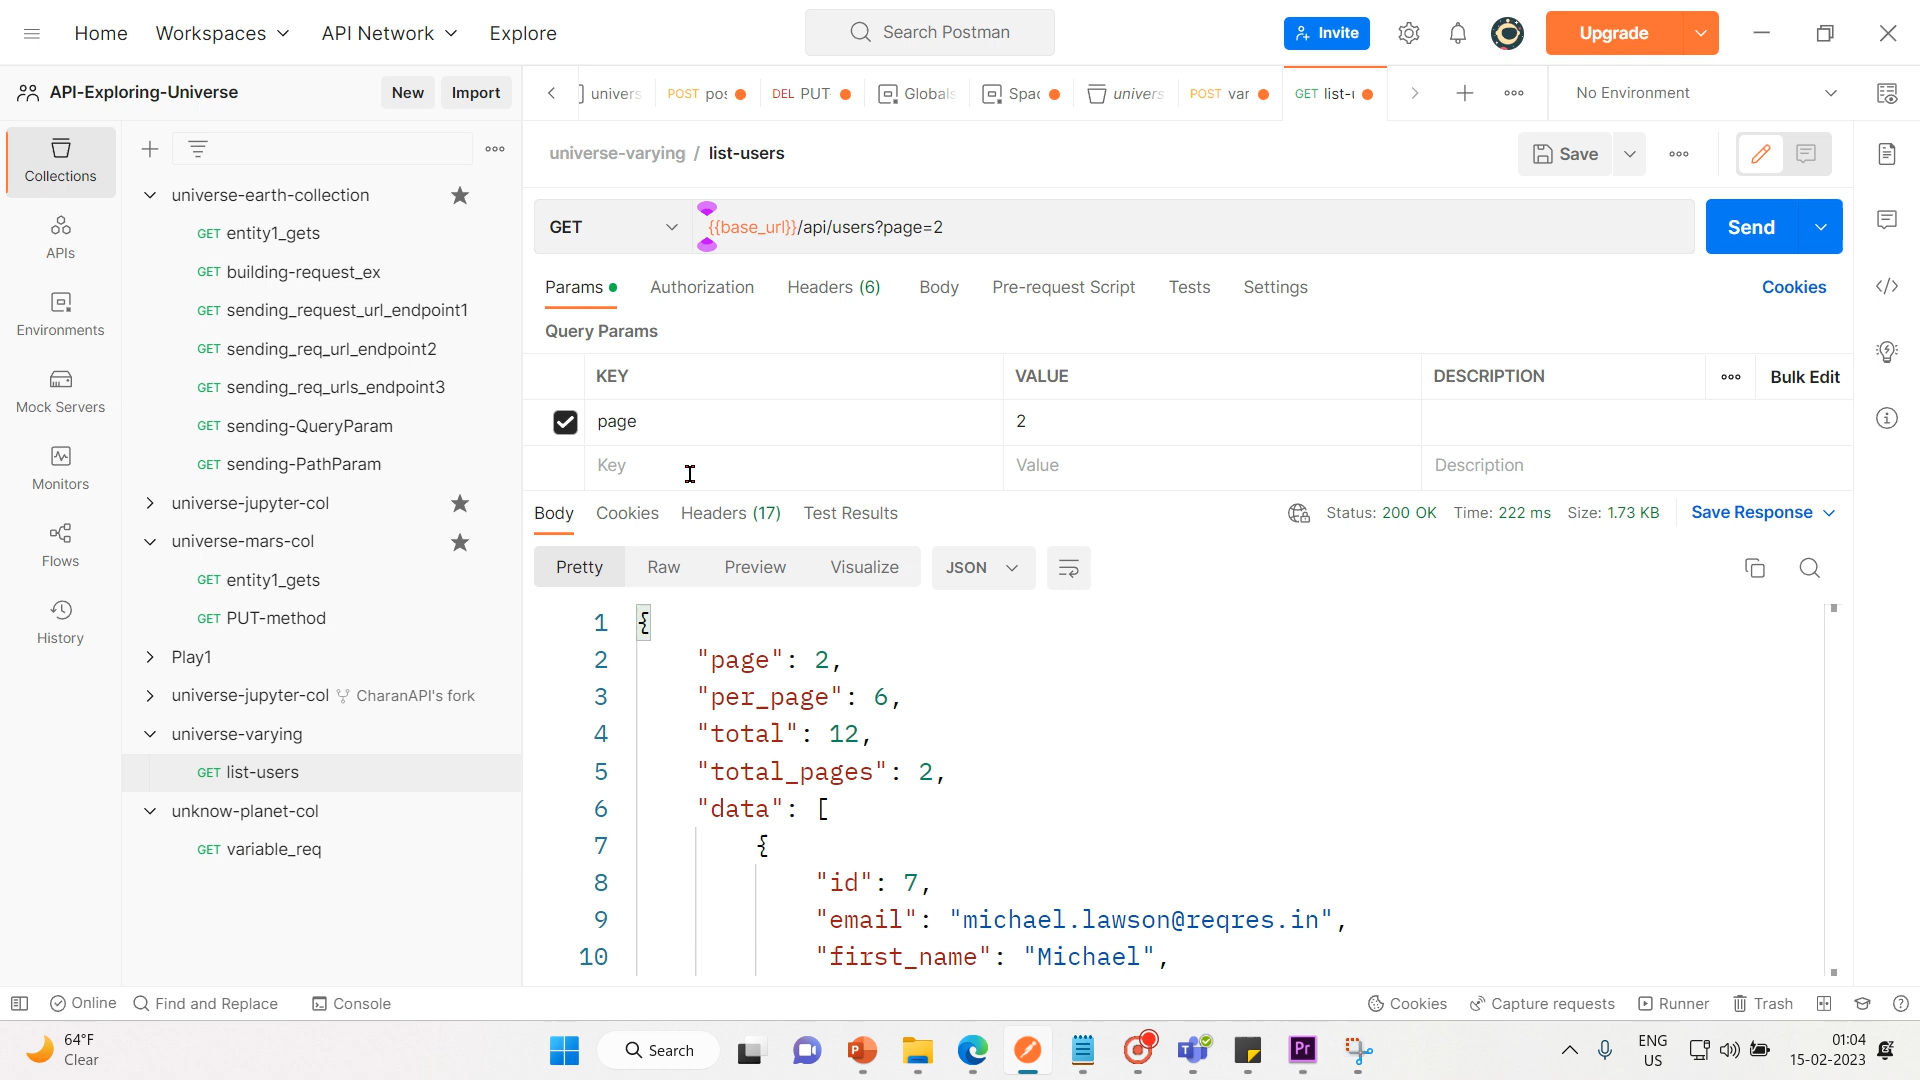 Home Workspaces API Network Explore Search Postman Invite Upgrade
API-Exploring-Universe New Import univers POST pos DEL PUT Globals Spac univers POST var GET list-u No Environment
Collections
APIs
Environments
Mock Servers
Monitors
Flows
History
universe-earth-collection
GET entity1_gets
GET building-request_ex
GET sending_request_url_endpoint1
GET sending_req_url_endpoint2
GET sending_req_urls_endpoint3
GET sending-QueryParam
GET sending-PathParam
universe-jupyter-col
universe-mars-col
GET entity1_gets
GET PUT-method
Play1
universe-jupyter-col CharanAPI's fork
universe-varying
GET list-users
unknow-planet-col
GET variable_req
universe-varying / list-users Save
GET {{base_url}}/api/users?page=2 Send
Params Authorization Headers (6) Body Pre-request Script Tests Settings Cookies
Query Params
KEY VALUE DESCRIPTION Bulk Edit
page 2
Key Value Description
Body Cookies Headers (17) Test Results Status: 200 OK Time: 222 ms Size: 1.73 KB Save Response
Pretty Raw Preview Visualize JSON
1 {
2 "page": 2,
3 "per_page": 6,
4 "total": 12,
5 "total_pages": 2,
6 "data": [
7 {
8 "id": 7,
9 "email": "michael.lawson@reqres.in",
10 "first_name": "Michael",
Online Find and Replace Console Cookies Capture requests Runner Trash
64°F
Clear
Search
ENG
US
01:04
15-02-2023